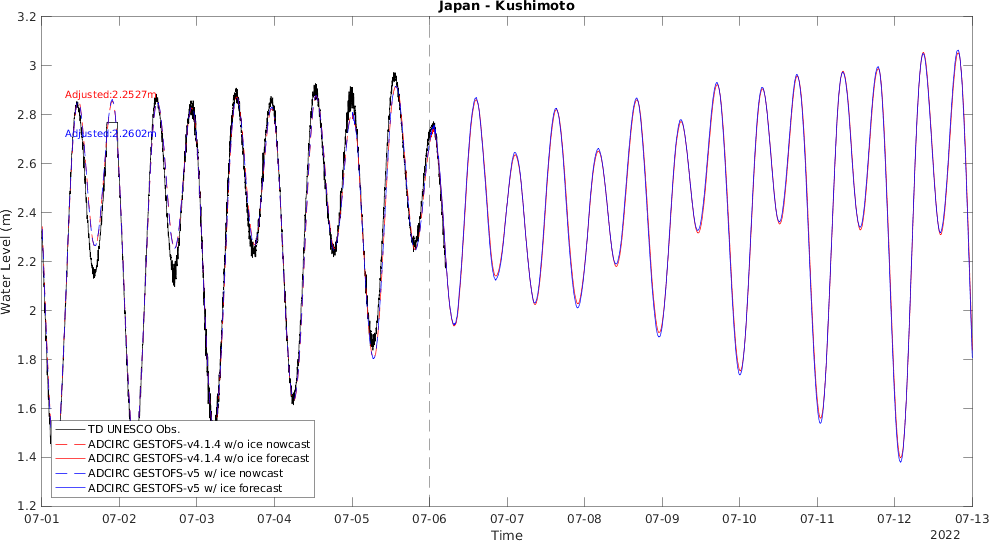 Japan - Kushimoto
3.2
3
2.8
2.6
2.4
2.2
2
1.8
1.6
1.4
1.2
Water Level (m)
Adjusted:2.2527m
Adjusted:2.2602m
TD UNESCO Obs.
ADCIRC GESTOFS-v4.1.4 w/o ice nowcast
ADCIRC GESTOFS-v4.1.4 w/o ice forecast
ADCIRC GESTOFS-v5 w/ ice nowcast
ADCIRC GESTOFS-v5 w/ ice forecast
07-01 07-02 07-03 07-04 07-05 07-06 07-07 07-08 07-09 07-10 07-11 07-12 07-13
Time
2022